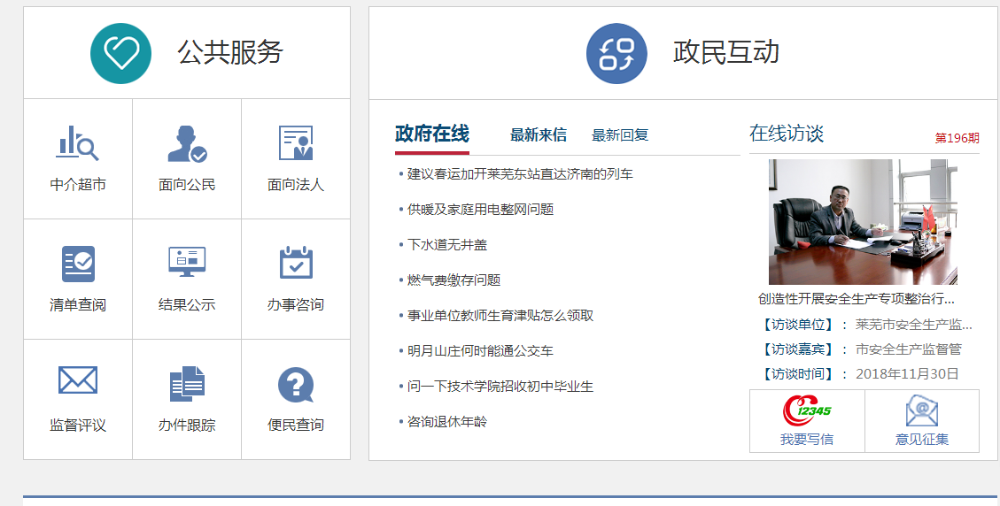 公共服务
中介超市
面向公民
面向法人
清单查阅
结果公示
办事咨询
监督评议
办件跟踪
便民查询
政民互动
政府在线
最新来信
最新回复
建议春运加开莱芜东站直达济南的列车
供暖及家庭用电整网问题
下水道无井盖
燃气费缴存问题
事业单位教师生育津贴怎么领取
明月山庄何时能通公交车
问一下技术学院招收初中毕业生
咨询退休年龄
在线访谈
第196期
创造性开展安全生产专项整治行...
【访谈单位】： 莱芜市安全生产监...
【访谈嘉宾】： 市安全生产监督管
【访谈时间】： 2018年11月30日
12345
我要写信
意见征集